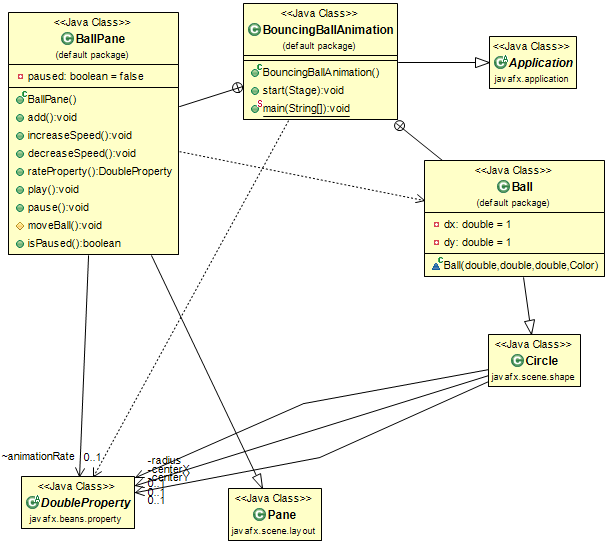 <<Java Class>>
BallPane
(default package)
paused: boolean = false
BallPane()
add():void
increaseSpeed():void
decreaseSpeed():void
rateProperty():DoubleProperty
play():void
pause():void
moveBall():void
isPaused():boolean
<<Java Class>>
BouncingBallAnimation
(default package)
BouncingBallAnimation()
start(Stage):void
main(String[]):void
<<Java Class>>
Application
javafx.application
<<Java Class>>
Ball
(default package)
dx: double = 1
dy: double = 1
Ball(double,double,double,Color)
<<Java Class>>
Circle
javafx.scene.shape
~animationRate 0..1
-radius
-centerX
0..1
-centerY
0..1
0..1
<<Java Class>>
DoubleProperty
javafx.beans.property
<<Java Class>>
Pane
javafx.scene.layout